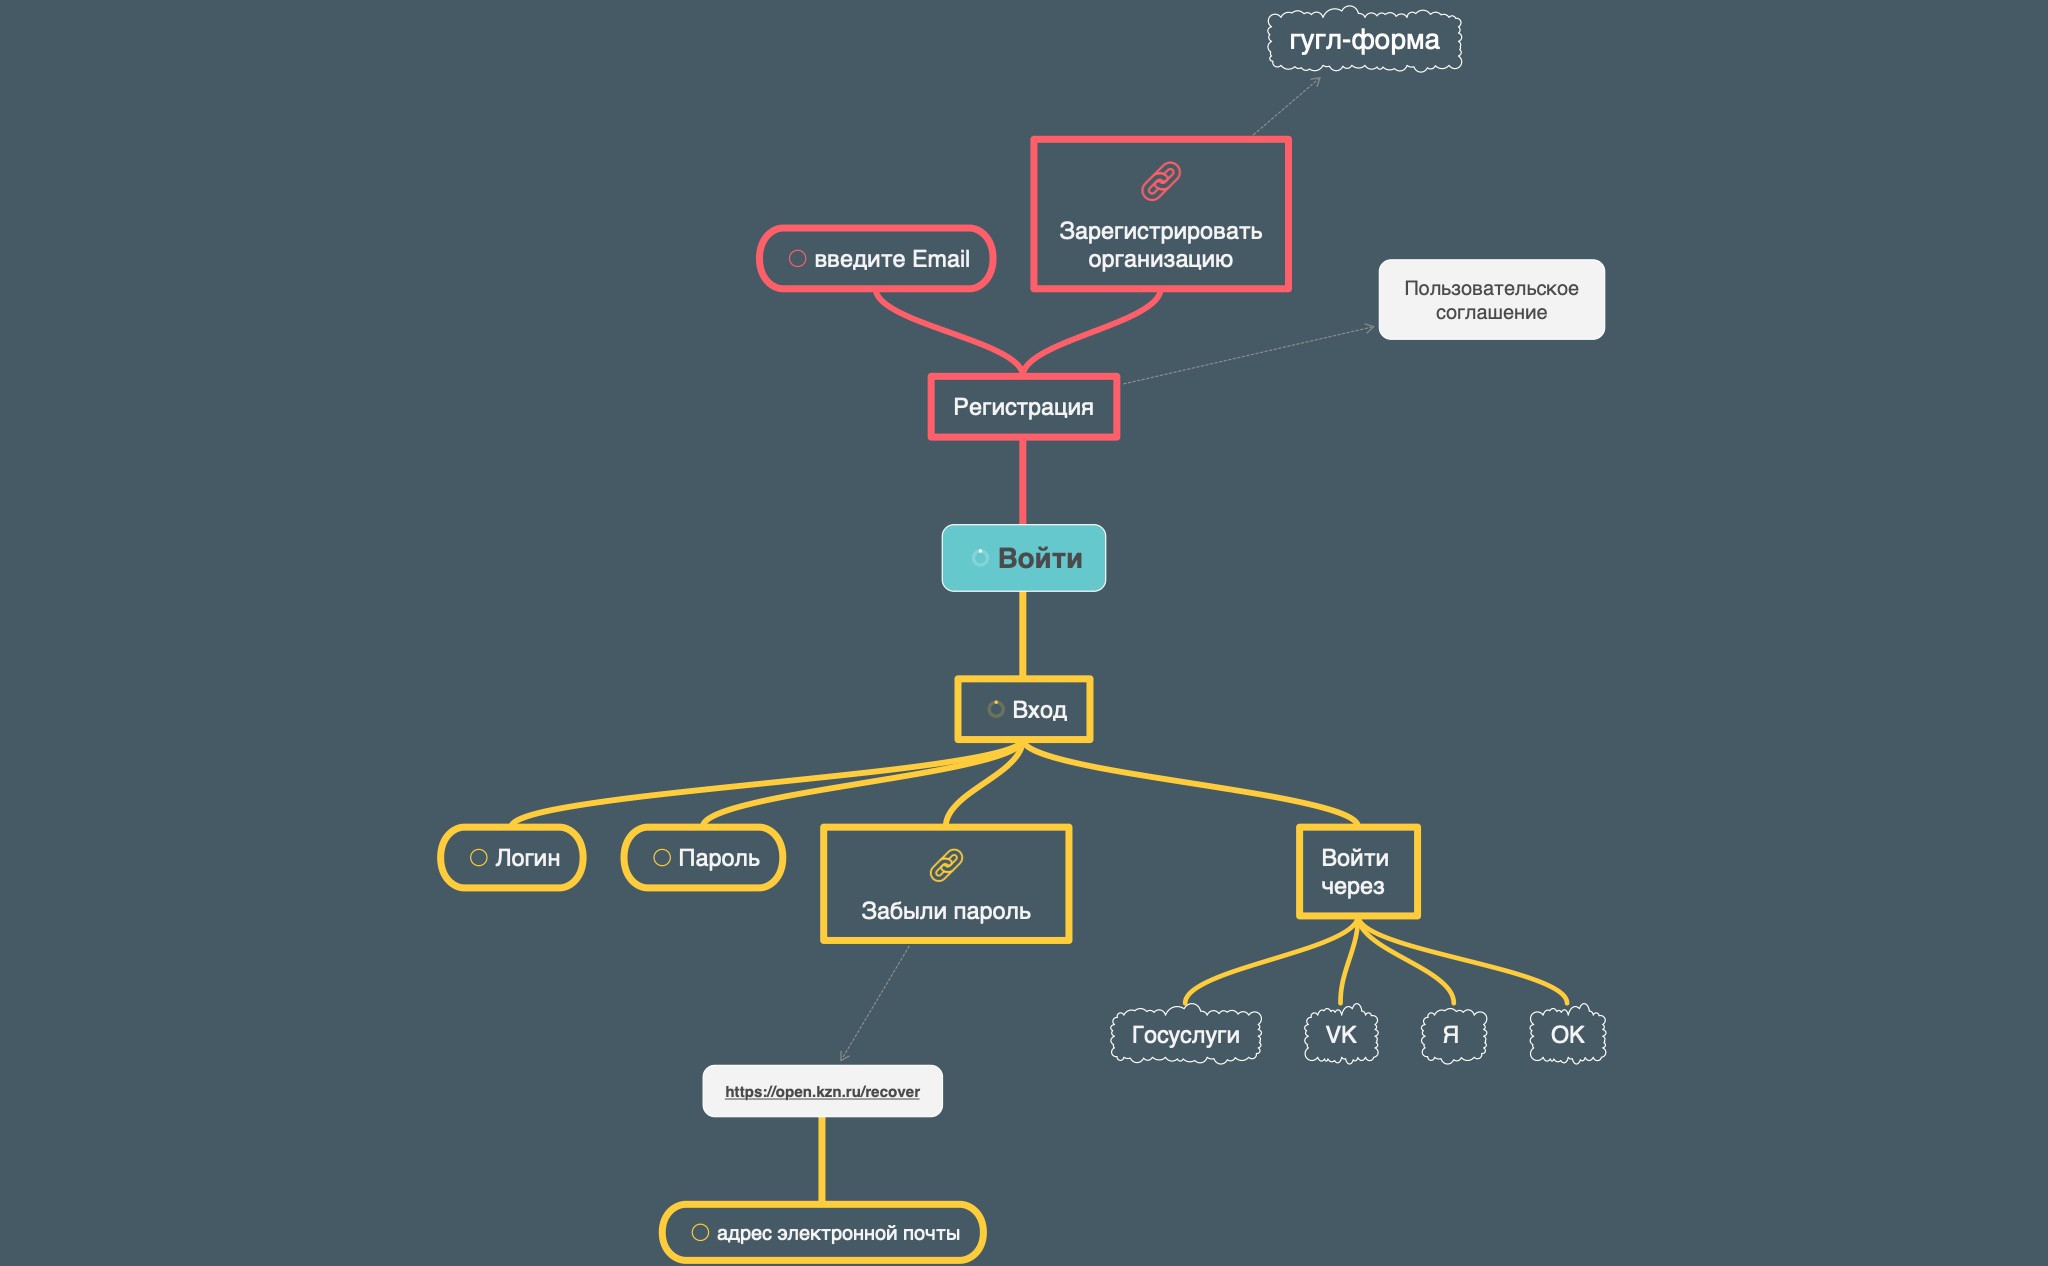 гугл-форма
Зарегистрировать
организацию
введите Email
Пользовательское
соглашение
Регистрация
Войти
Вход
Логин
Пароль
Забыли пароль
Войти
через
Госуслуги
VK
Я
OK
https://open.kzn.ru/recover
адрес электронной почты